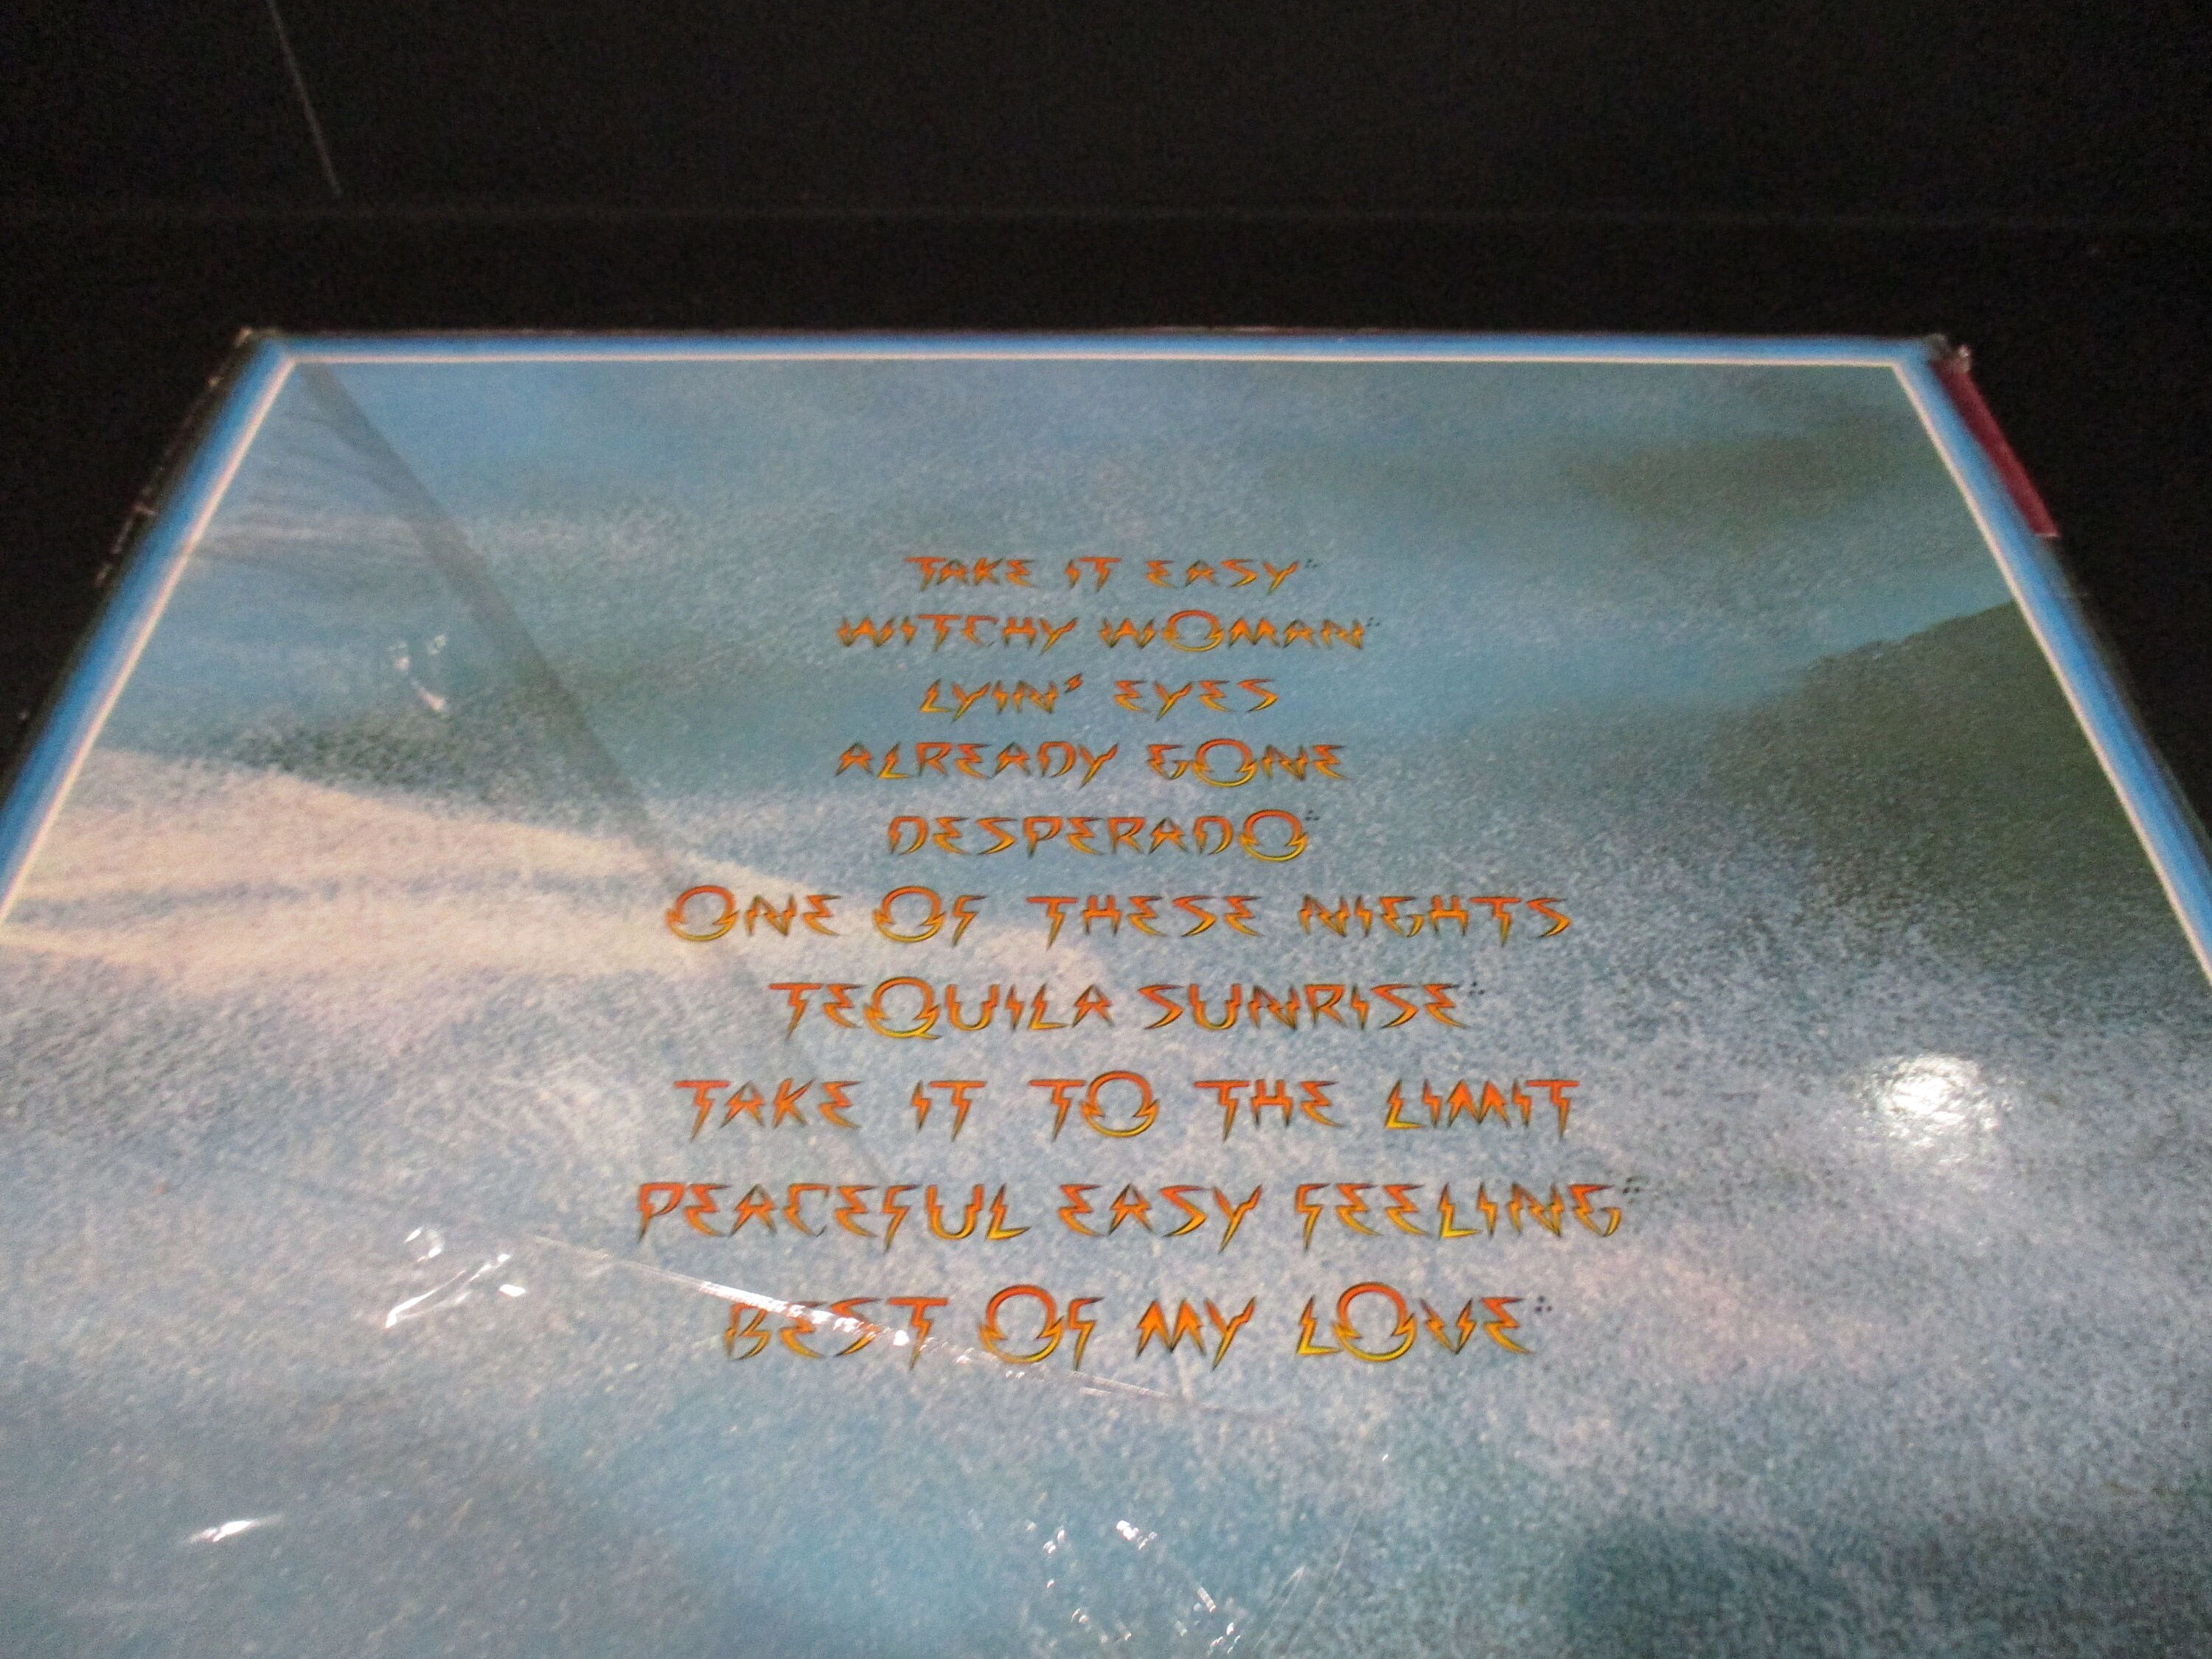 TAKE IT EASY
WITCHY WOMAN
LYIN' EYES
ALREADY GONE
DESPERADO
ONE OF THESE NIGHTS
TEQUILA SUNRISE
TAKE IT TO THE LIMIT
PEACEFUL EASY FEELING
BEST OF MY LOVE